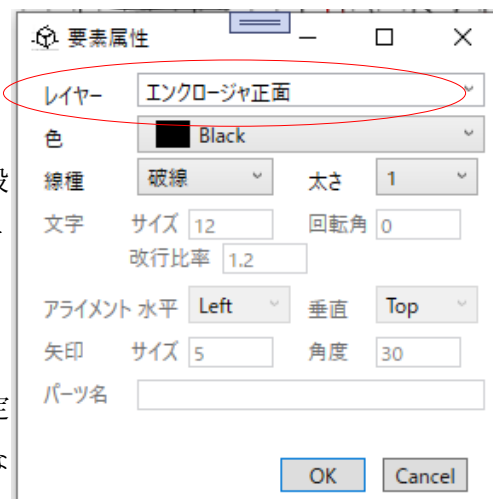 要素属性
レイヤー エンクロージャ正面
色 Black
線種 破線 太さ 1
文字 サイズ 12 回転角 0
改行比率 1.2
アライメント 水平 Left 垂直 Top
矢印 サイズ 5 角度 30
パーツ名
OK Cancel